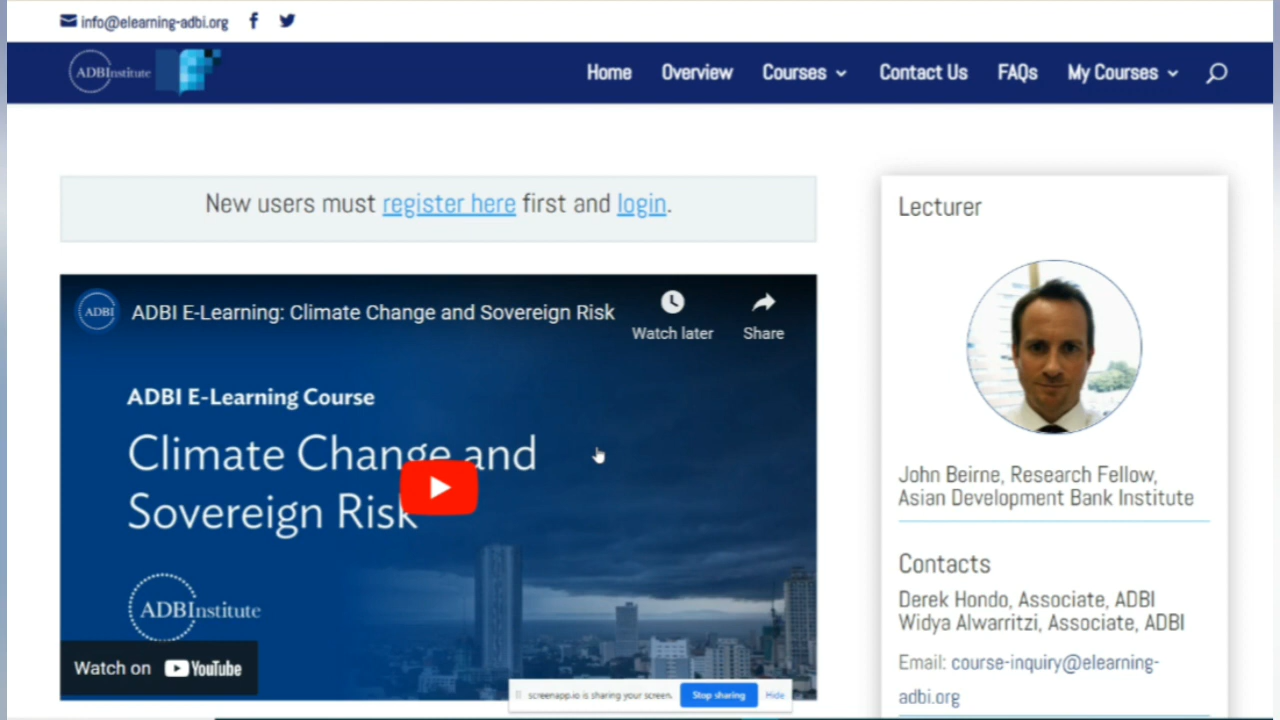 info@elearning-adbi.org
ADBInstitute
Home Overview Courses Contact Us FAQs My Courses
New users must register here first and login.
ADBI
ADBI E-Learning: Climate Change and Sovereign Risk
Watch later
Share
ADBI E-Learning Course
Climate Change and
Sovereign Risk
ADBInstitute
Watch on YouTube
screenapp.io is sharing your screen. Stop sharing Hide
Lecturer
John Beirne, Research Fellow,
Asian Development Bank Institute
Contacts
Derek Hondo, Associate, ADBI
Widya Alwarritzi, Associate, ADBI
Email: course-inquiry@elearning-
adbi.org